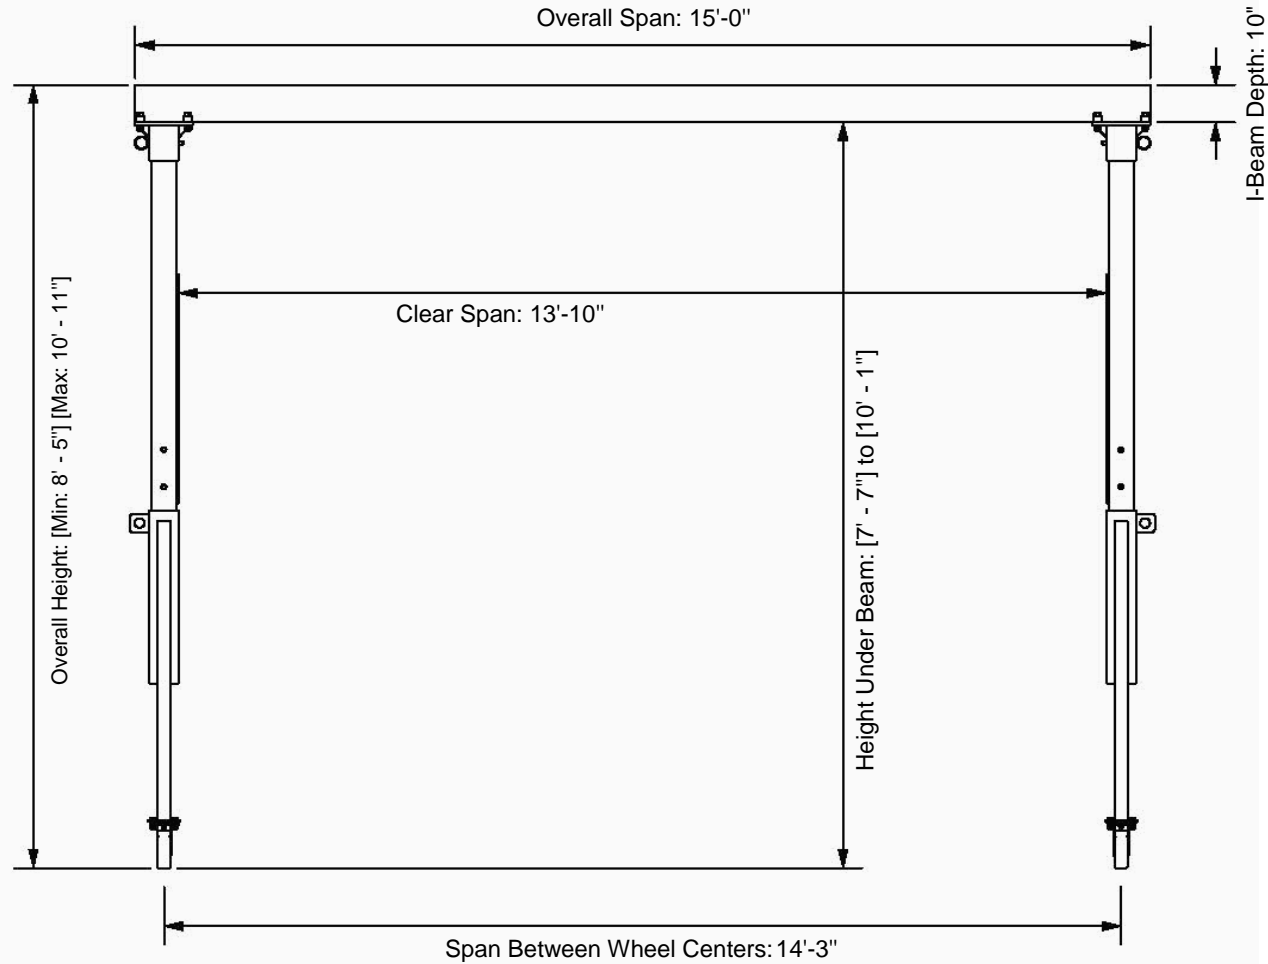 Overall Span: 15'-0"
I-Beam Depth: 10"
Clear Span: 13'-10"
Overall Height: [Min: 8' - 5"] [Max: 10' - 11"]
Height Under Beam: [7' - 7"] to [10' - 1"]
Span Between Wheel Centers: 14'-3"